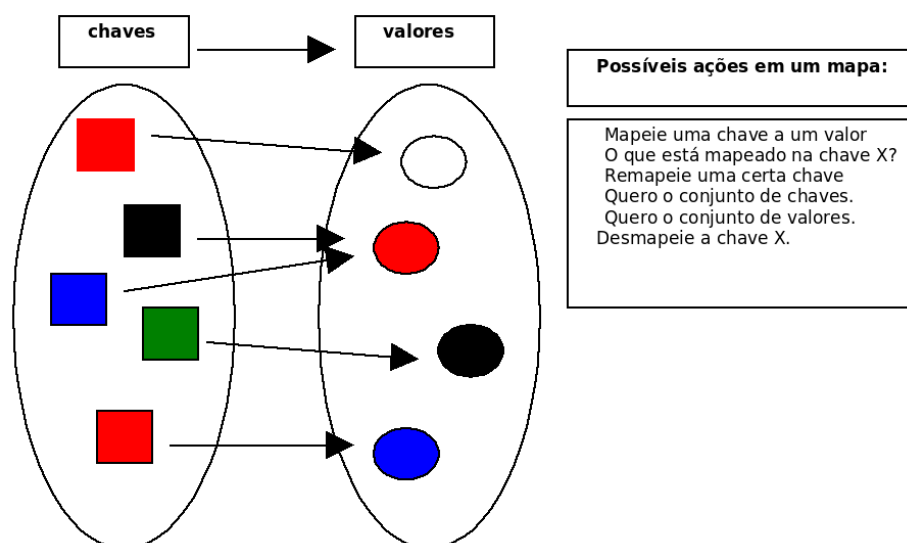 chaves
valores
Possíveis ações em um mapa:
Mapeie uma chave a um valor
O que está mapeado na chave X?
Remapeie uma certa chave
Quero o conjunto de chaves.
Quero o conjunto de valores.
Desmapeie a chave X.